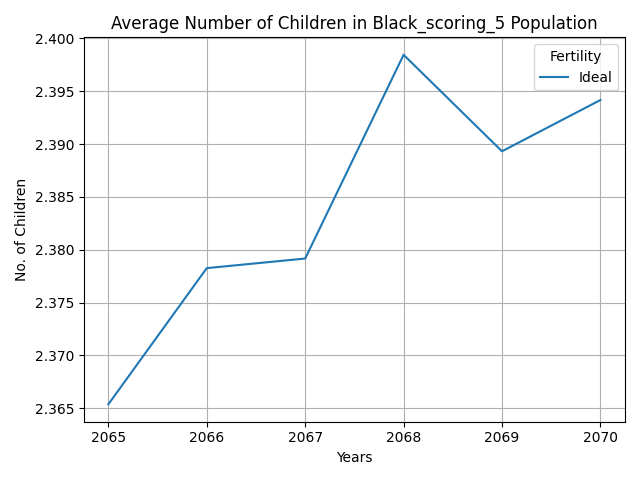 Average Number of Children in Black_scoring_5 Population
2.400
2.395
2.390
2.385
2.380
2.375
2.370
2.365
No. of Children
Fertility
Ideal
2065 2066 2067 2068 2069 2070
Years